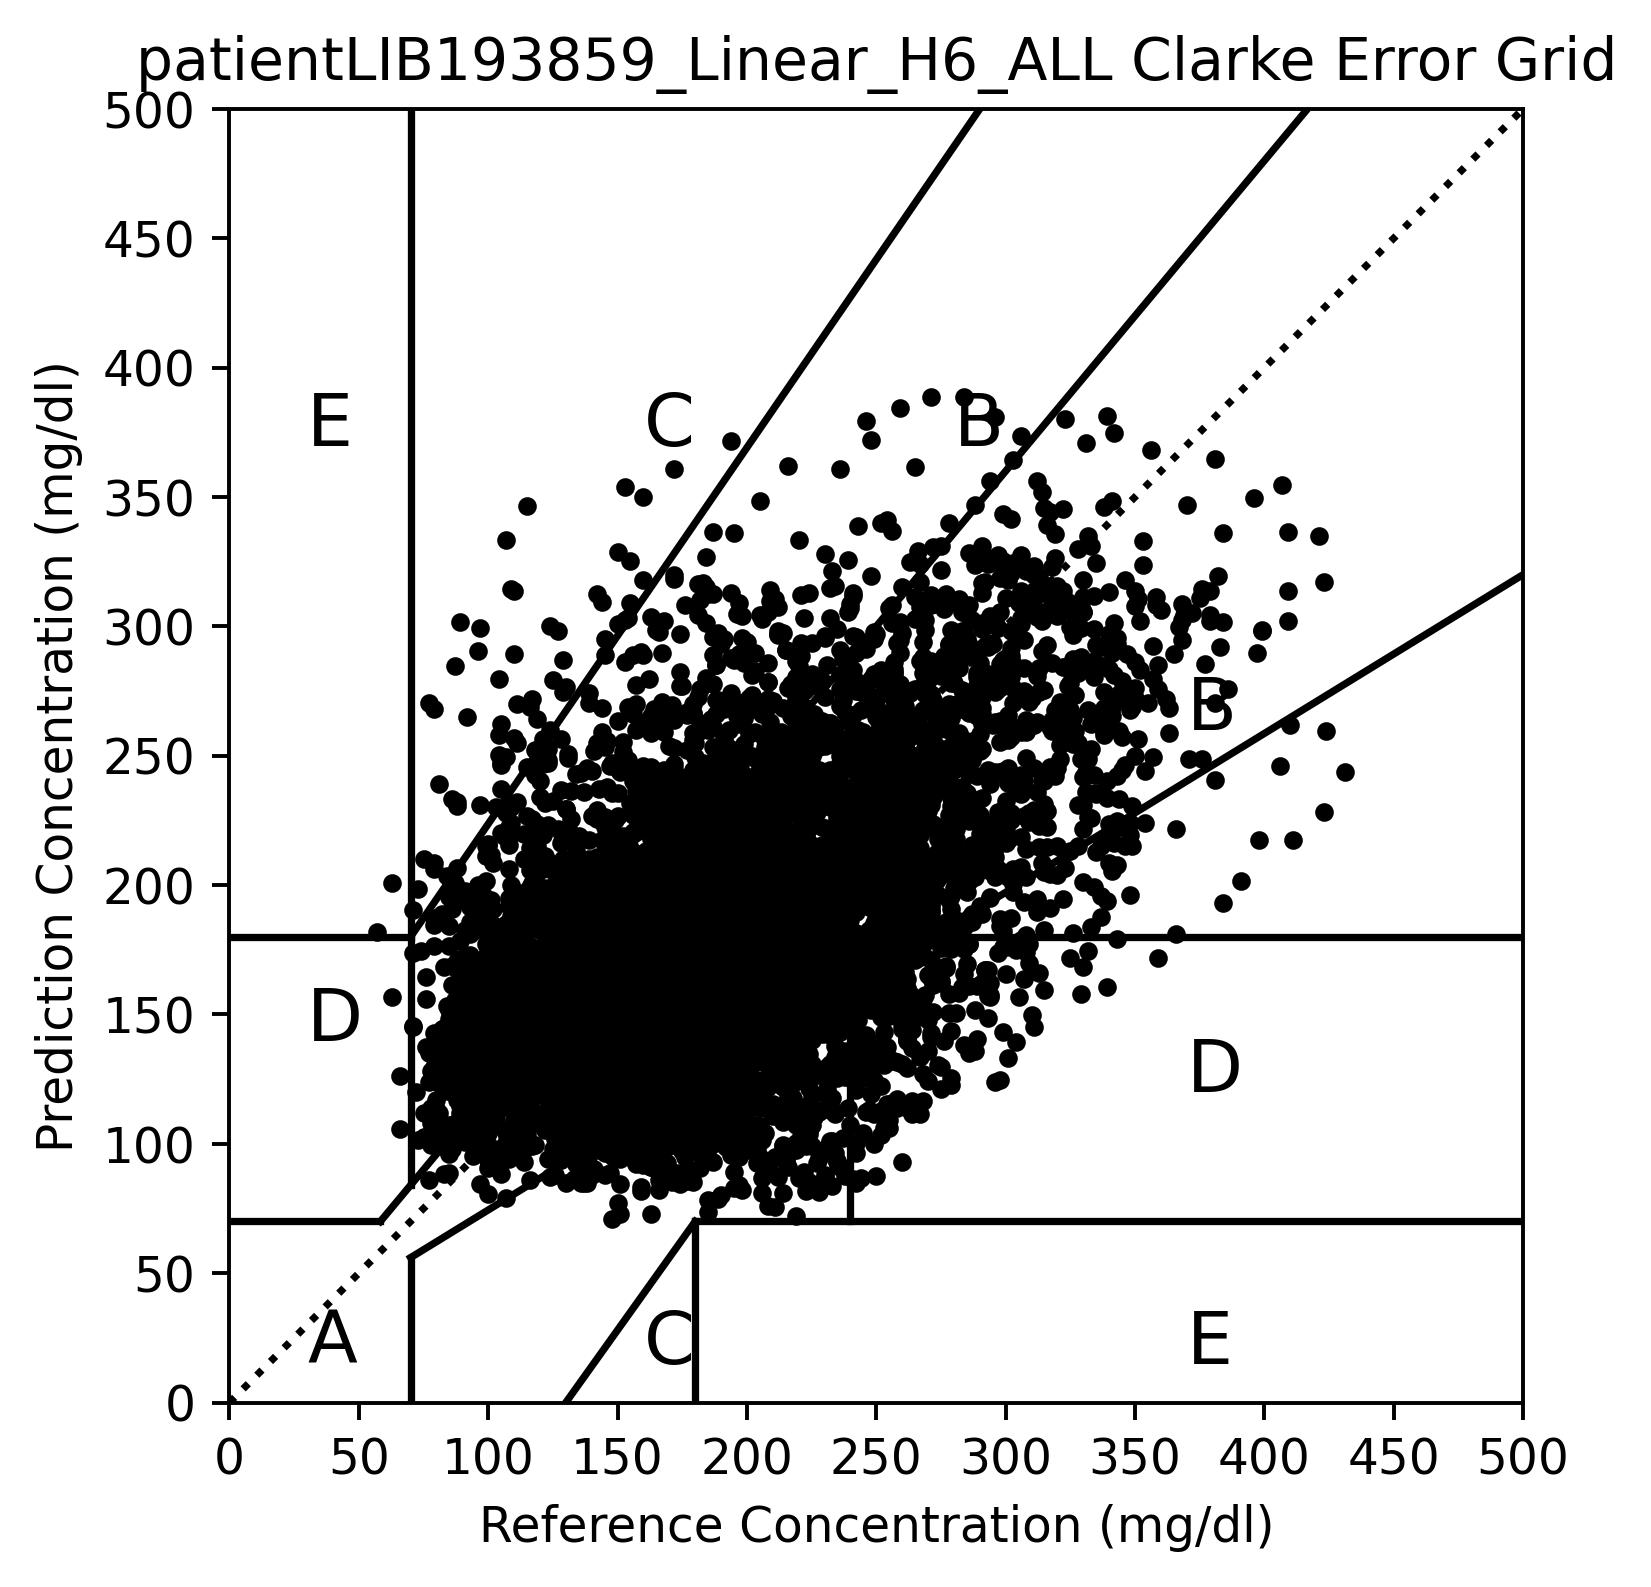 patientLIB193859_Linear_H6_ALL Clarke Error Grid
500
450
400
350
300
250
200
150
100
50
0
Prediction Concentration (mg/dl)
E
C
B
B
D
D
A
C
E
0 50 100 150 200 250 300 350 400 450 500
Reference Concentration (mg/dl)